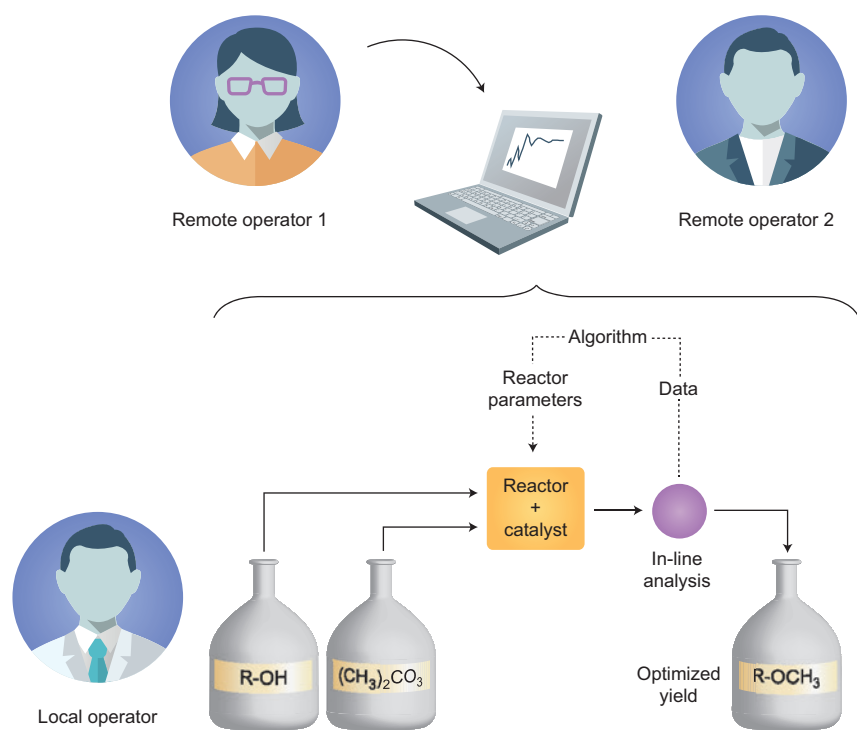 Remote operator 1
Remote operator 2
Algorithm
Reactor
parameters
Data
Reactor
+
catalyst
In-line
analysis
R-OH
(CH₃)₂CO₃
Optimized
yield
R-OCH₃
Local operator